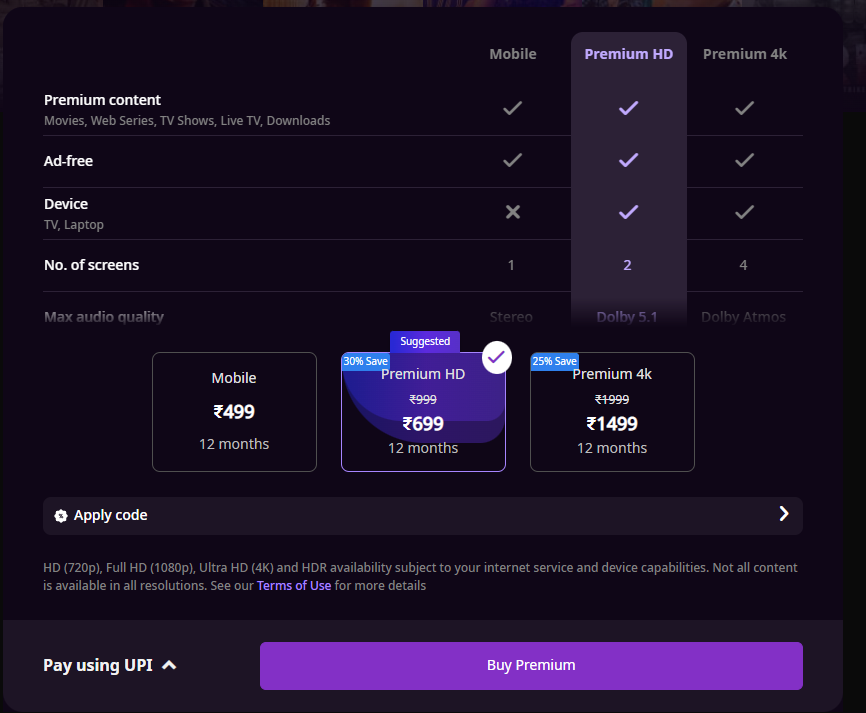 Mobile Premium HD Premium 4k
Premium content
Movies, Web Series, TV Shows, Live TV, Downloads
Ad-free
Device
TV, Laptop
No. of screens 1 2 4
Max audio quality Stereo Dolby 5.1 Dolby Atmos
Suggested
30% Save 25% Save
Mobile Premium HD Premium 4k
₹999 ₹1999
₹499 ₹699 ₹1499
12 months 12 months 12 months
Apply code
HD (720p), Full HD (1080p), Ultra HD (4K) and HDR availability subject to your internet service and device capabilities. Not all content
is available in all resolutions. See our Terms of Use for more details
Pay using UPI Buy Premium